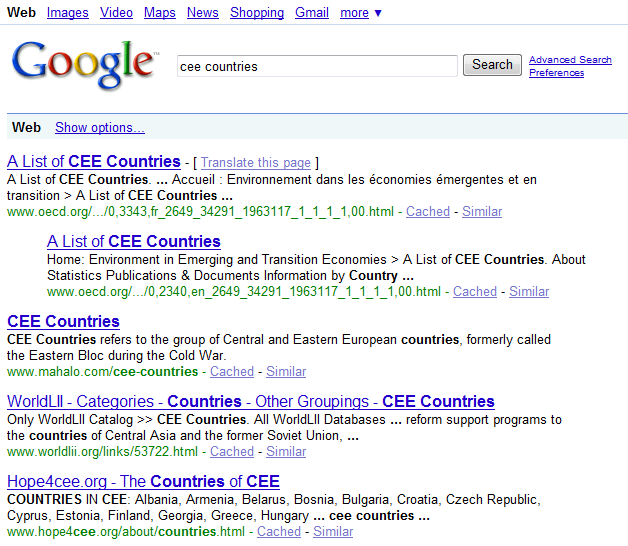 Web Images Video Maps News Shopping Gmail more ▼
Google™
cee countries Search Advanced Search
Preferences
Web Show options...
A List of CEE Countries - [ Translate this page ]
A List of CEE Countries. ... Accueil : Environnement dans les économies émergentes et en
transition > A List of CEE Countries ...
www.oecd.org/.../0,3343,fr_2649_34291_1963117_1_1_1_1,00.html - Cached - Similar
A List of CEE Countries
Home: Environment in Emerging and Transition Economies > A List of CEE Countries. About
Statistics Publications & Documents Information by Country ...
www.oecd.org/.../0,2340,en_2649_34291_1963117_1_1_1_1,00.html - Cached - Similar
CEE Countries
CEE Countries refers to the group of Central and Eastern European countries, formerly called
the Eastern Bloc during the Cold War.
www.mahalo.com/cee-countries - Cached - Similar
WorldLII - Categories - Countries - Other Groupings - CEE Countries
Only WorldLII Catalog >> CEE Countries. All WorldLII Databases ... reform support programs to
the countries of Central Asia and the former Soviet Union, ...
www.worldlii.org/links/53722.html - Cached - Similar
Hope4cee.org - The Countries of CEE
COUNTRIES IN CEE: Albania, Armenia, Belarus, Bosnia, Bulgaria, Croatia, Czech Republic,
Cyprus, Estonia, Finland, Georgia, Greece, Hungary ... cee countries ...
www.hope4cee.org/about/countries.html - Cached - Similar